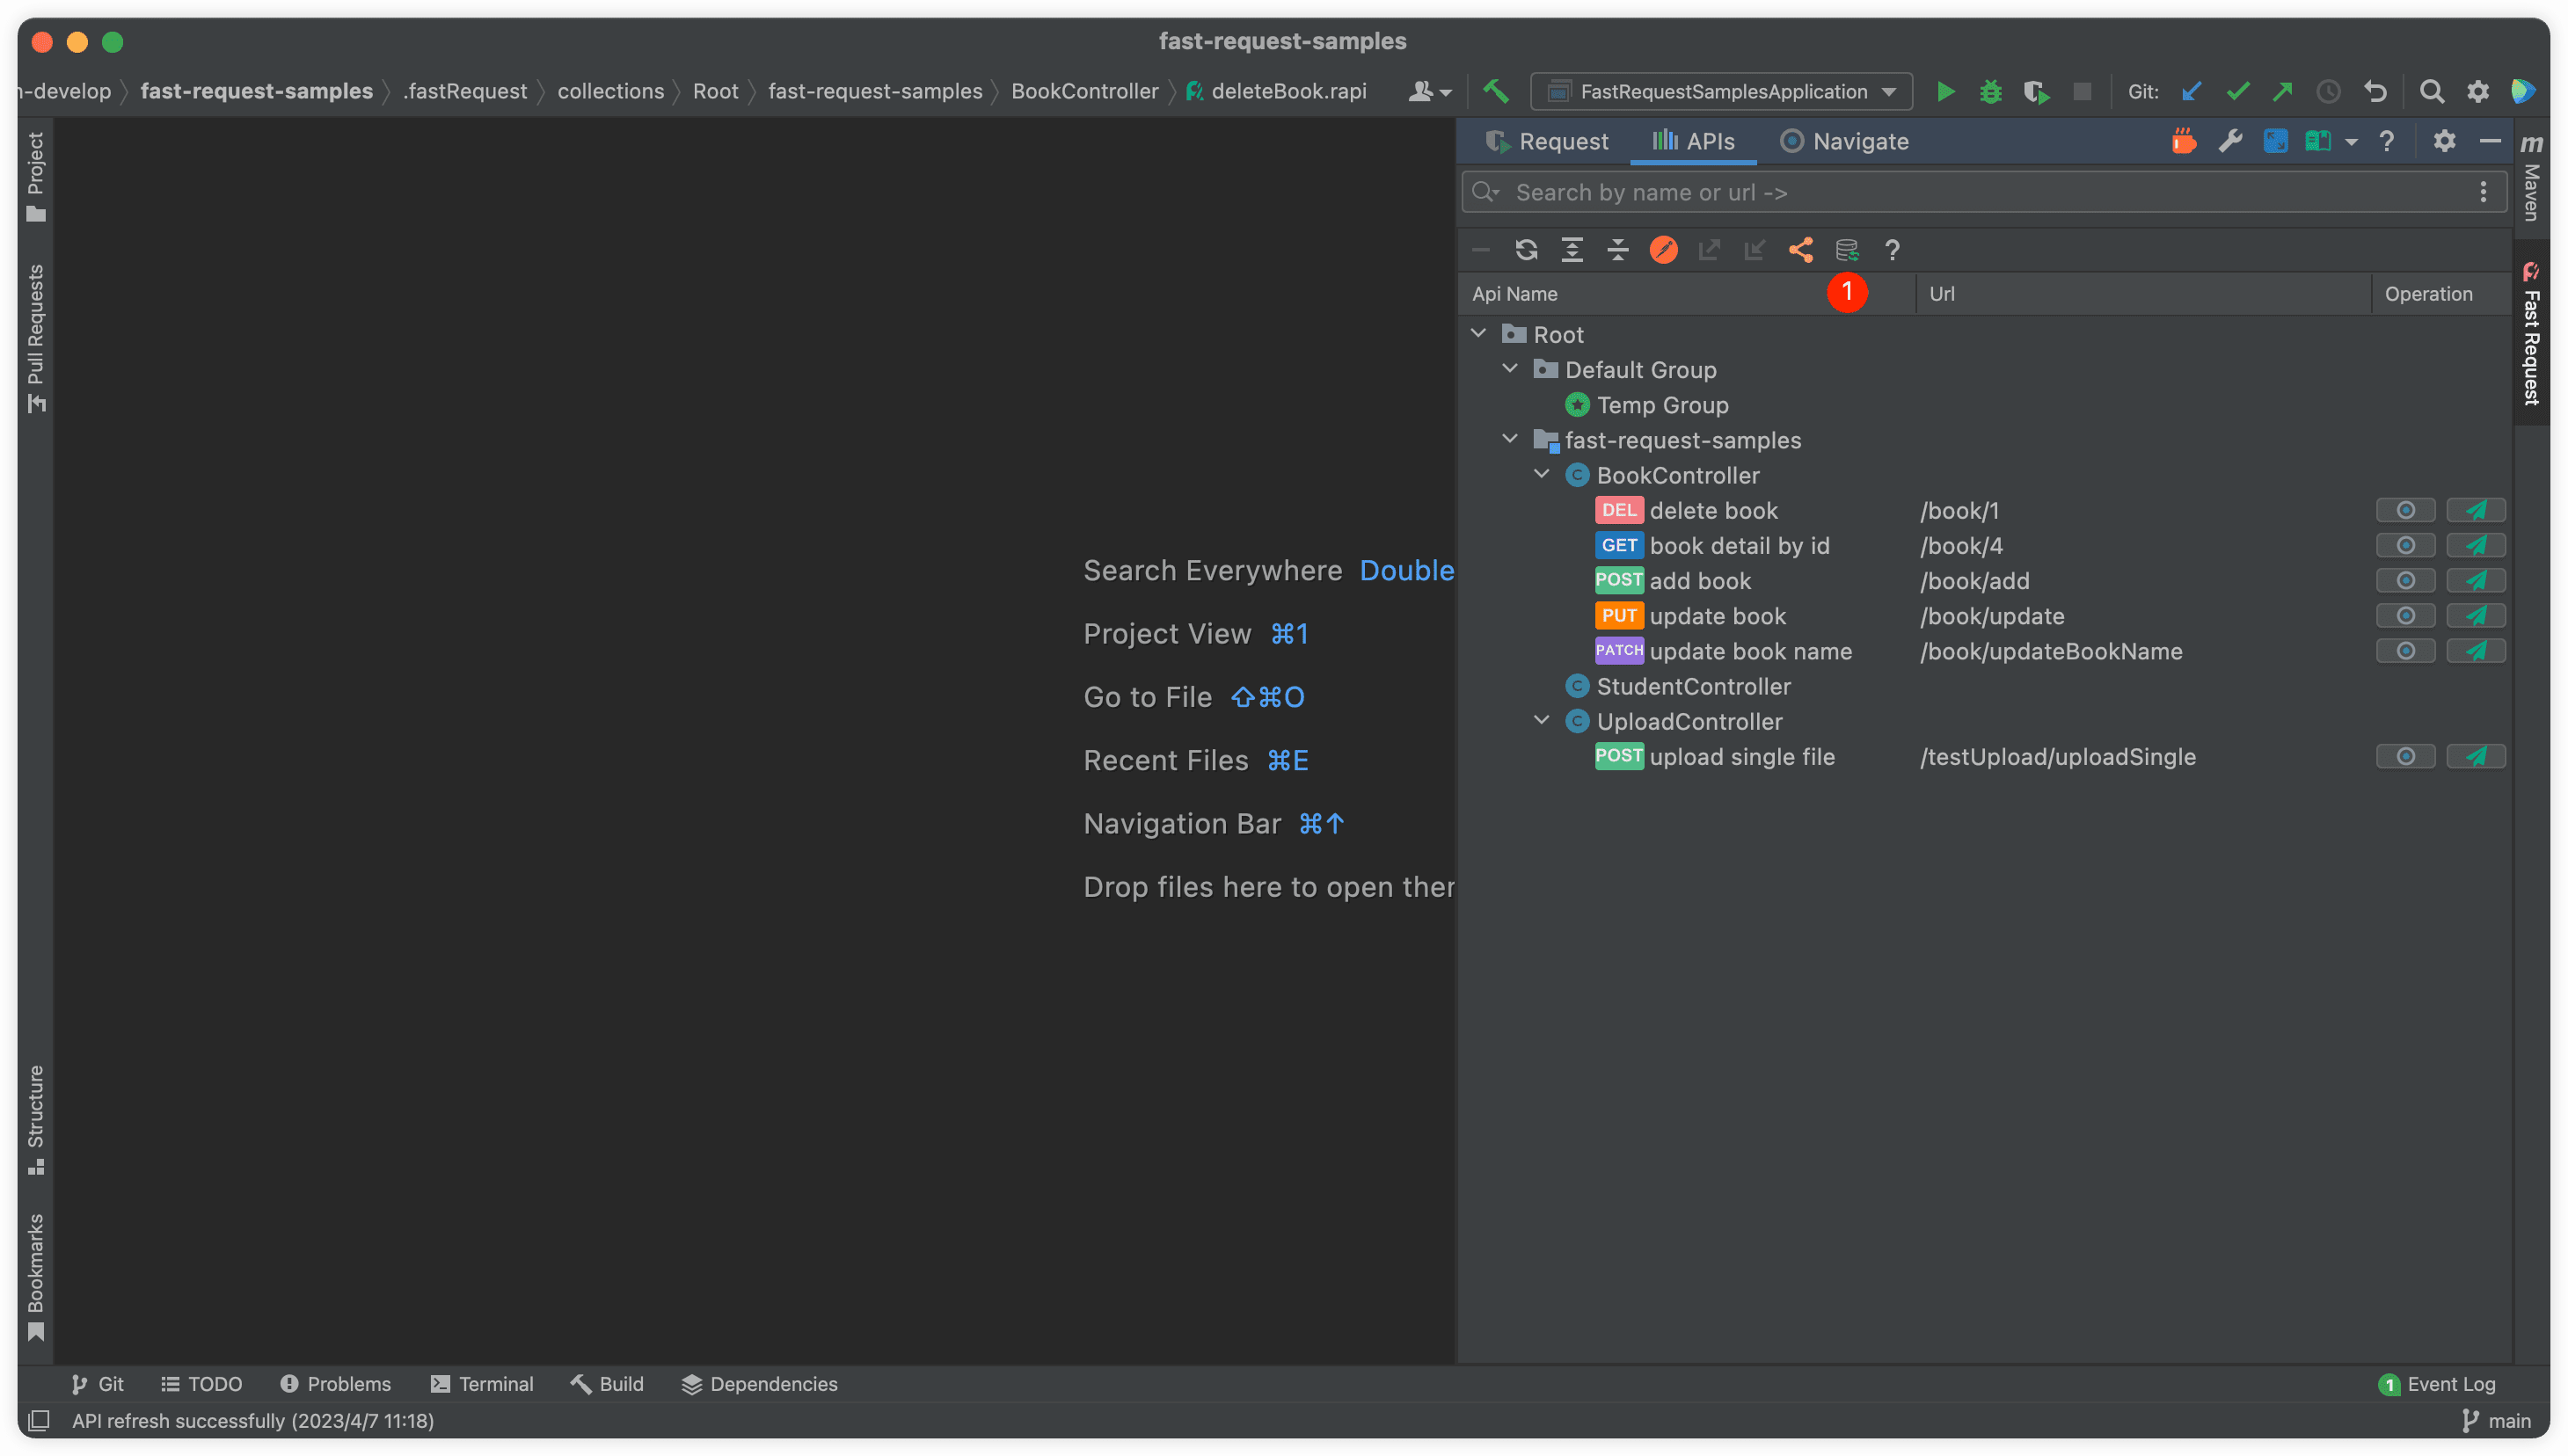 fast-request-samples
-develop
fast-request-samples
.fastRequest
collections
Root
fast-request-samples
BookController
deleteBook.rapi
FastRequestSamplesApplication
Git:
Project
Pull Requests
Structure
Bookmarks
Search Everywhere Double
Project View ⌘1
Go to File ⇧⌘O
Recent Files ⌘E
Navigation Bar ⌘↑
Drop files here to open
Request
APIs
Navigate
?
Search by name or url ->
?
Api Name
1
Url
Operation
Root
Default Group
Temp Group
fast-request-samples
C BookController
DEL delete book /book/1
GET book detail by id /book/4
POST add book /book/add
PUT update book /book/update
PATCH update book name /book/updateBookName
C StudentController
C UploadController
POST upload single file /testUpload/uploadSingle
m
Maven
Fast Request
Git
TODO
Problems
Terminal
Build
Dependencies
1 Event Log
API refresh successfully (2023/4/7 11:18)
main